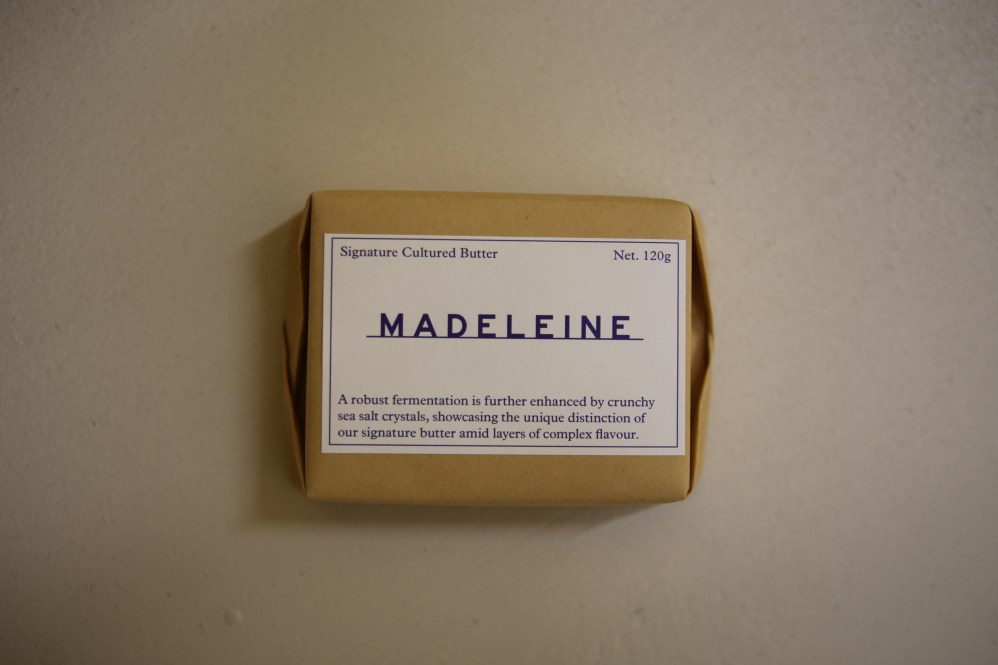 Signature Cultured Butter Net. 120g
MADELEINE
A robust fermentation is further enhanced by crunchy
sea salt crystals, showcasing the unique distinction of
our signature butter amid layers of complex flavour.